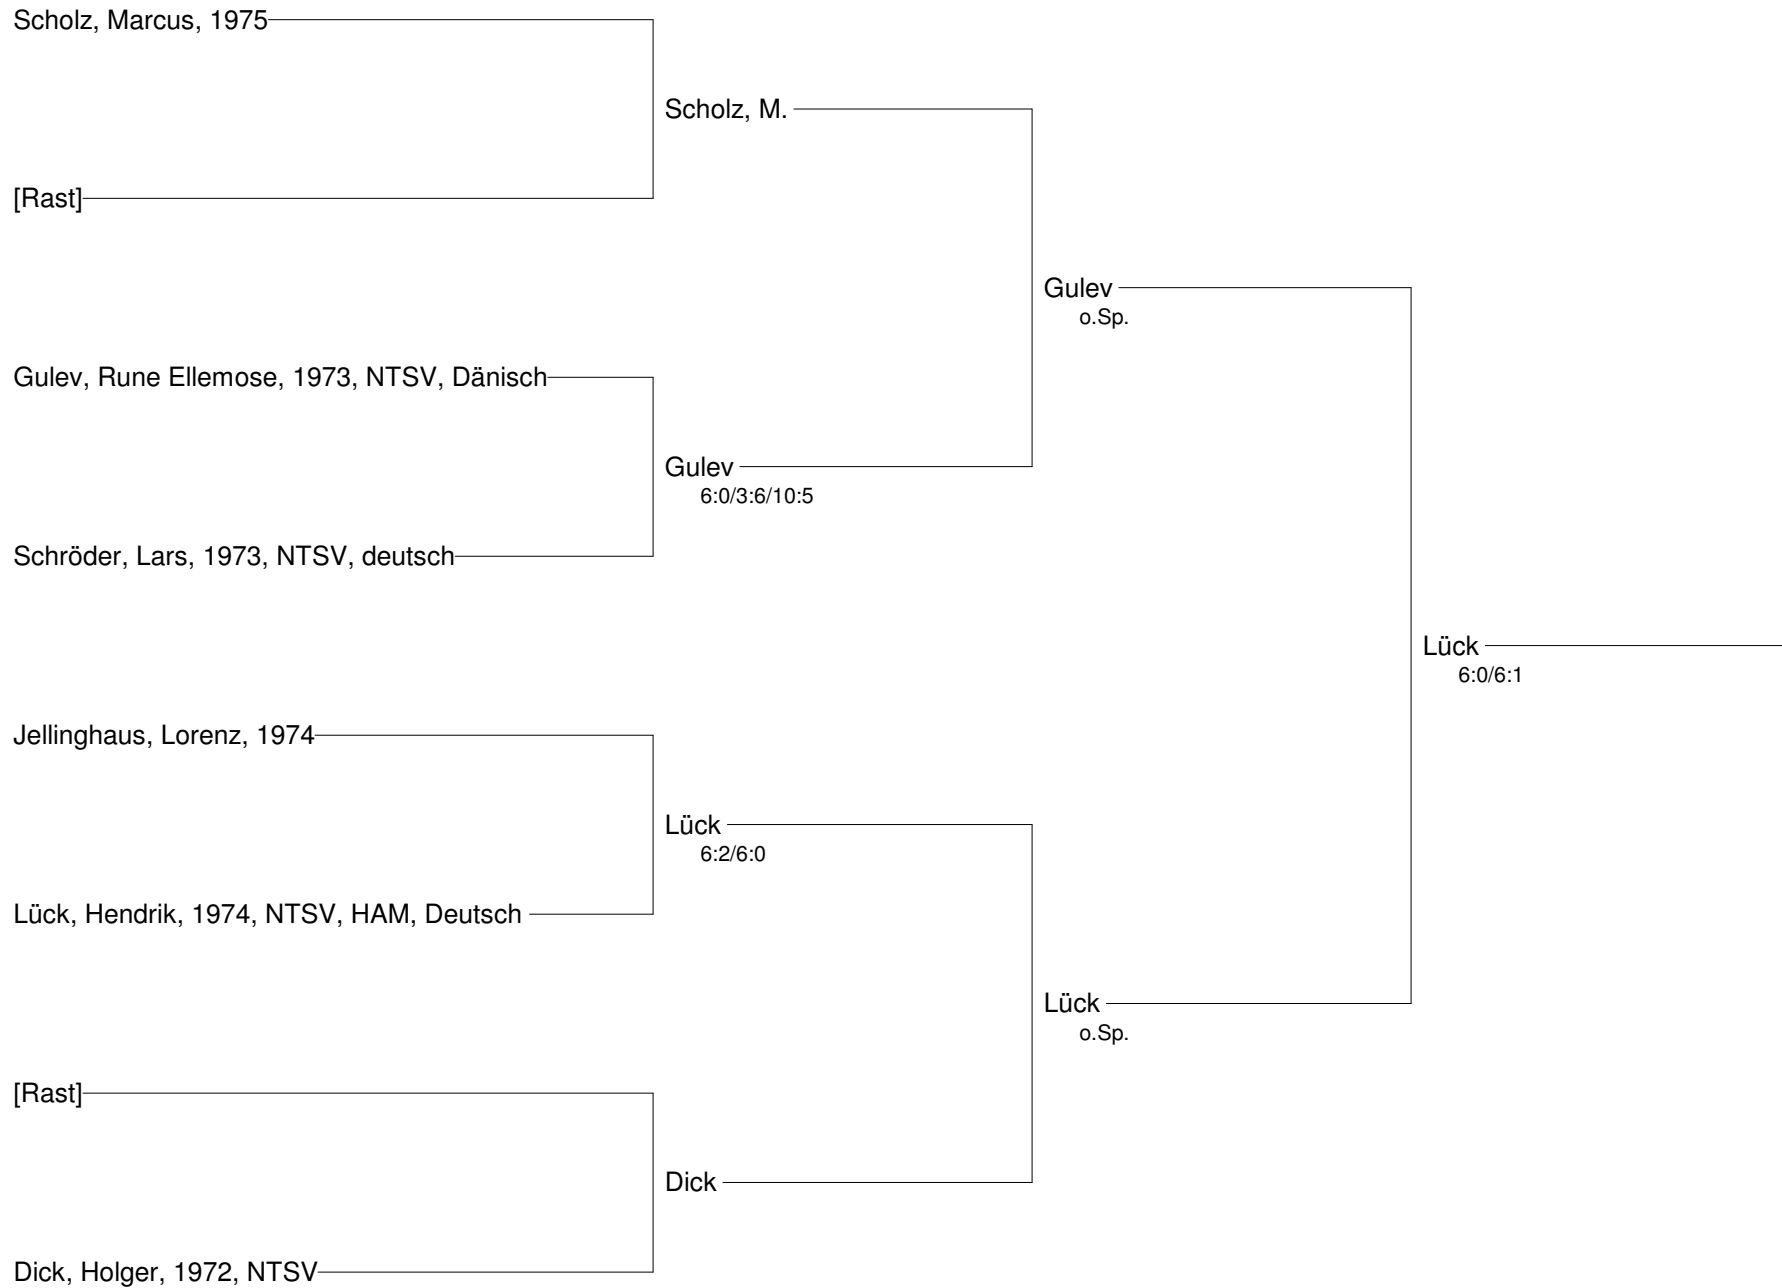 Scholz, Marcus, 1975
Scholz, M.
[Rast]
Gulev
o.Sp.
Gulev, Rune Ellemose, 1973, NTSV, Dänisch
Gulev
6:0/3:6/10:5
Schröder, Lars, 1973, NTSV, deutsch
Lück
6:0/6:1
Jellinghaus, Lorenz, 1974
Lück
6:2/6:0
Lück, Hendrik, 1974, NTSV, HAM, Deutsch
Lück
o.Sp.
[Rast]
Dick
Dick, Holger, 1972, NTSV